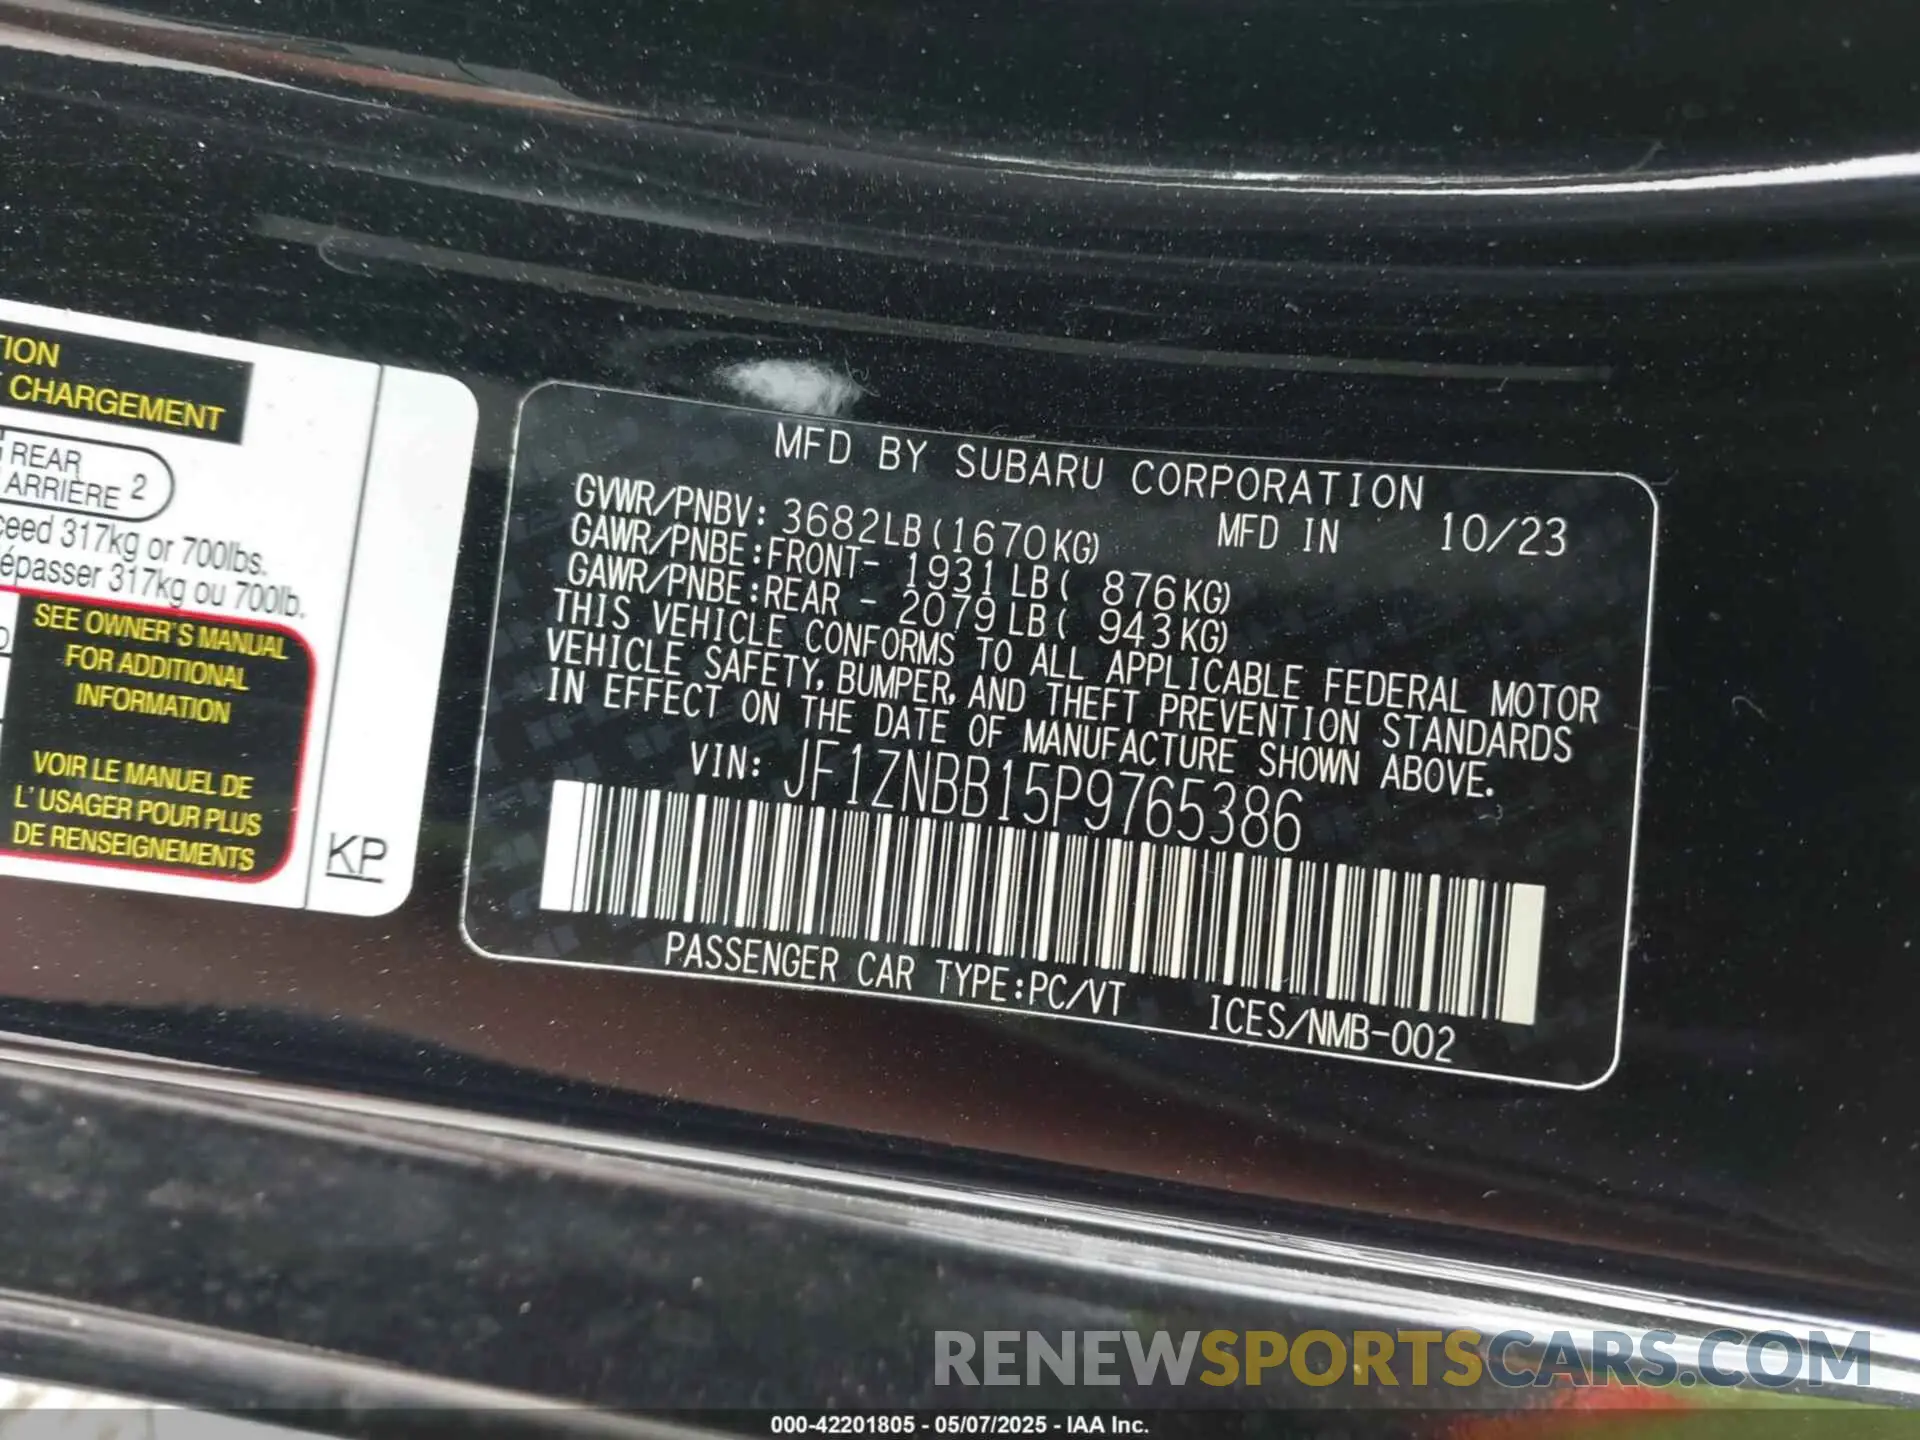 TION
CHARGEMENT
REAR
ARRIÈRE 2
ceed 317kg or 700lbs.
épasser 317kg ou 700lb.
SEE OWNER'S MANUAL
FOR ADDITIONAL
INFORMATION
VOIR LE MANUEL DE
L'USAGER POUR PLUS
DE RENSEIGNEMENTS
KP
MFD BY SUBARU CORPORATION
GVWR/PNBV: 3682LB(1670KG) MFD IN 10/23
GAWR/PNBE:FRONT- 1931LB( 876KG)
GAWR/PNBE:REAR - 2079LB( 943KG)
THIS VEHICLE CONFORMS TO ALL APPLICABLE FEDERAL MOTOR
VEHICLE SAFETY, BUMPER, AND THEFT PREVENTION STANDARDS
IN EFFECT ON THE DATE OF MANUFACTURE SHOWN ABOVE.
VIN: JF1ZNBB15P9765386
PASSENGER CAR TYPE:PC/VT ICES/NMB-002
RENEWSPORTSCARS.COM
000-42201805 - 05/07/2025 - IAA Inc.